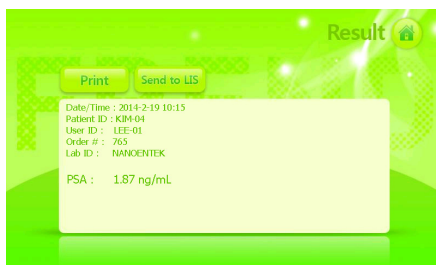 Result
Print
Send to LIS
Date/Time : 2014-2-19 10:15
Patient ID : KIM-04
User ID : LEE-01
Order # : 765
Lab ID : NANOENTEK
PSA : 1.87 ng/mL